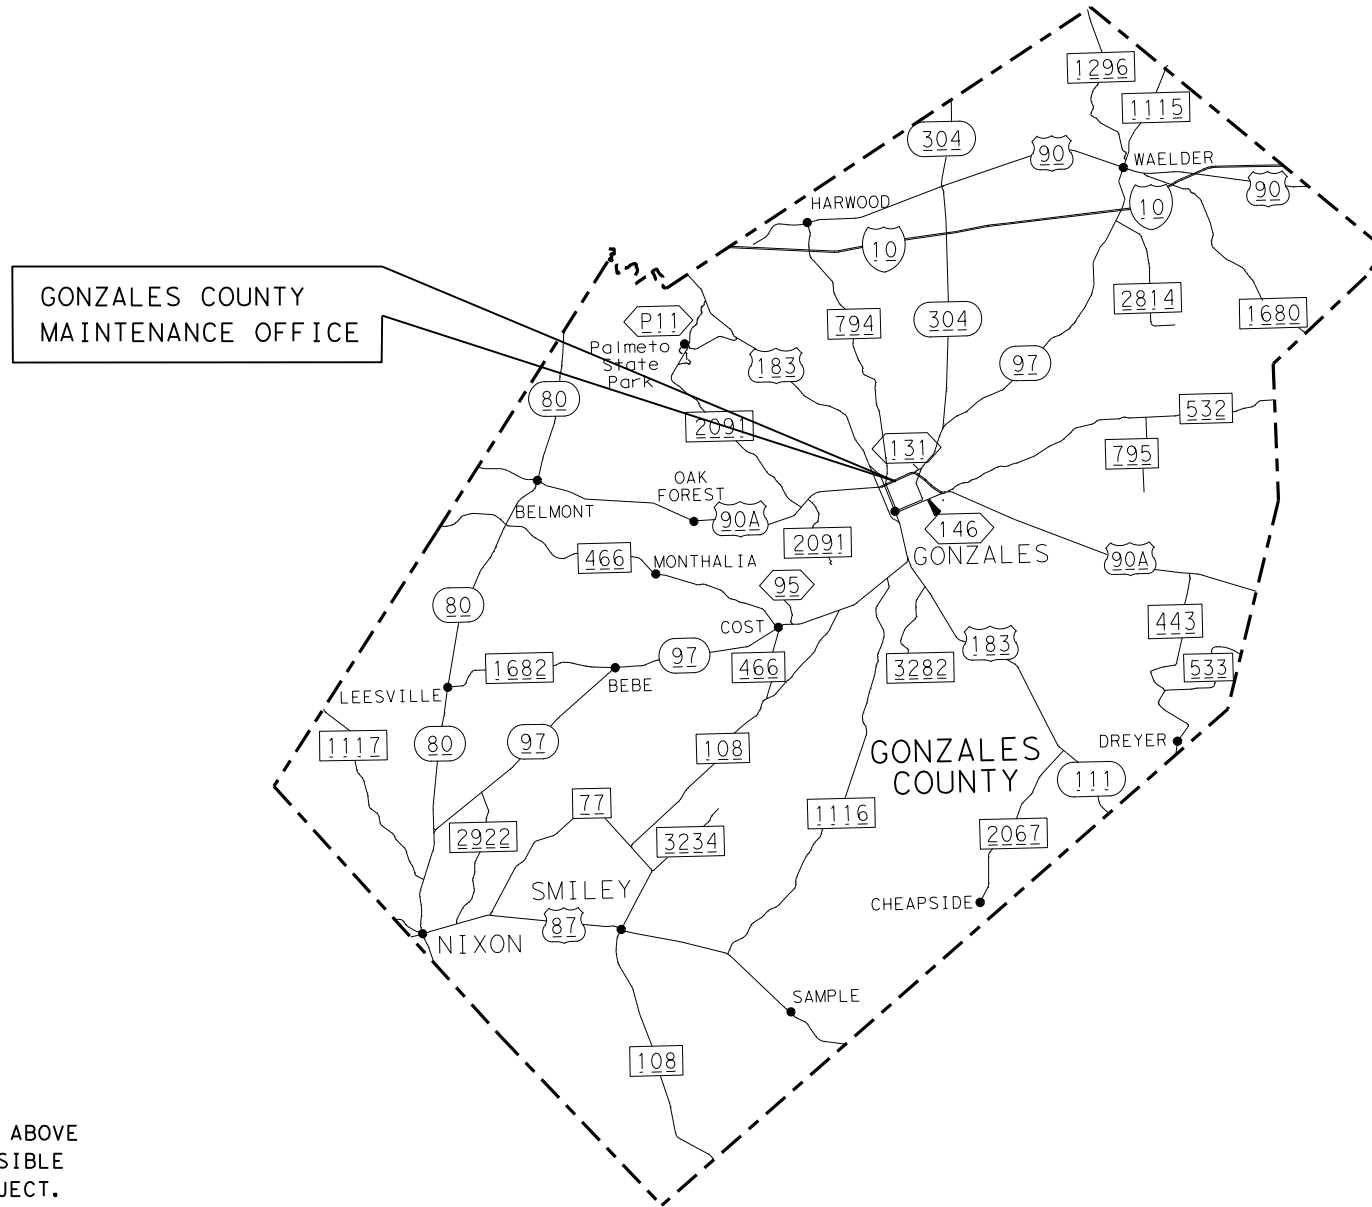 1296
1115
304
90
WAELDER
90
HARWOOD
10
10
GONZALES COUNTY
MAINTENANCE OFFICE
2814
1680
P11
794
304
Palmeto
State
Park
183
97
80
532
2091
131
795
OAK
FOREST
BELMONT
90A
146
2091
GONZALES
466
MONTHALIA
90A
95
80
443
COST
183
97
466
3282
533
1682
BEBE
LEESVILLE
1117
80
97
108
DREYER
GONZALES
COUNTY
111
77
1116
2922
3234
2067
SMILEY
CHEAPSIDE
87
NIXON
SAMPLE
108
ABOVE
SIBLE
JECT.